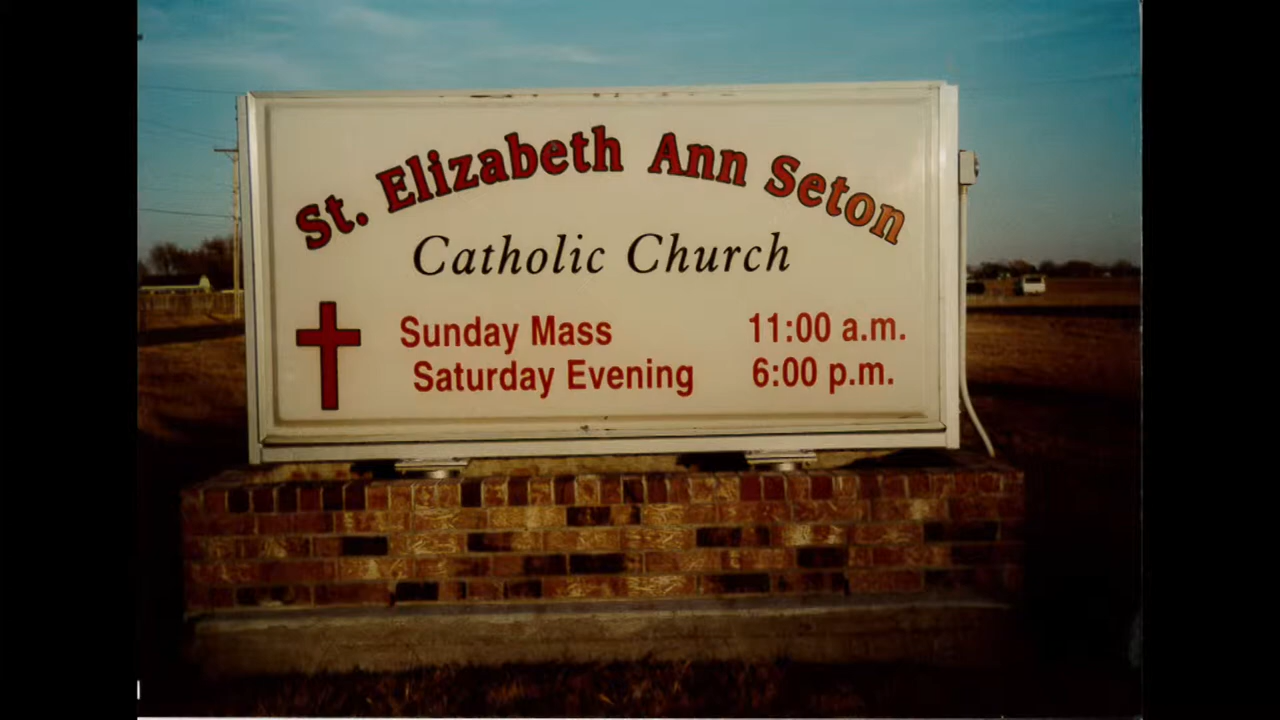 St. Elizabeth Ann Seton
Catholic Church
Sunday Mass 11:00 a.m.
Saturday Evening 6:00 p.m.